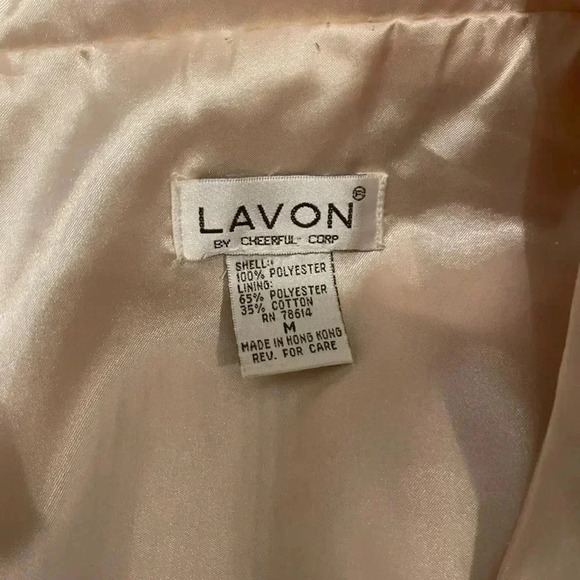 LAVON®
BY CHEERFUL CORP
SHELL:
100% POLYESTER
LINING:
65% POLYESTER
35% COTTON
RN 78614
M
MADE IN HONG KONG
REV. FOR CARE